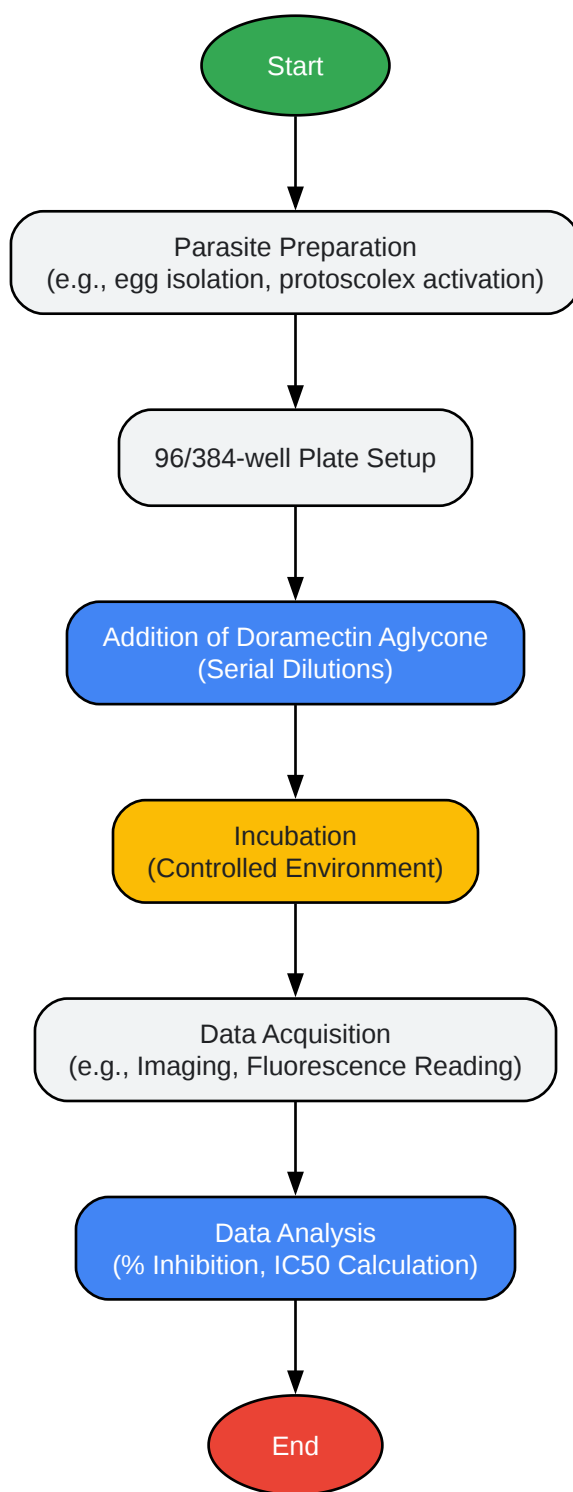 Start
Parasite Preparation
(e.g., egg isolation, protoscolex activation)
96/384-well Plate Setup
Addition of Doramectin Aglycone
(Serial Dilutions)
Incubation
(Controlled Environment)
Data Acquisition
(e.g., Imaging, Fluorescence Reading)
Data Analysis
(% Inhibition, IC50 Calculation)
End